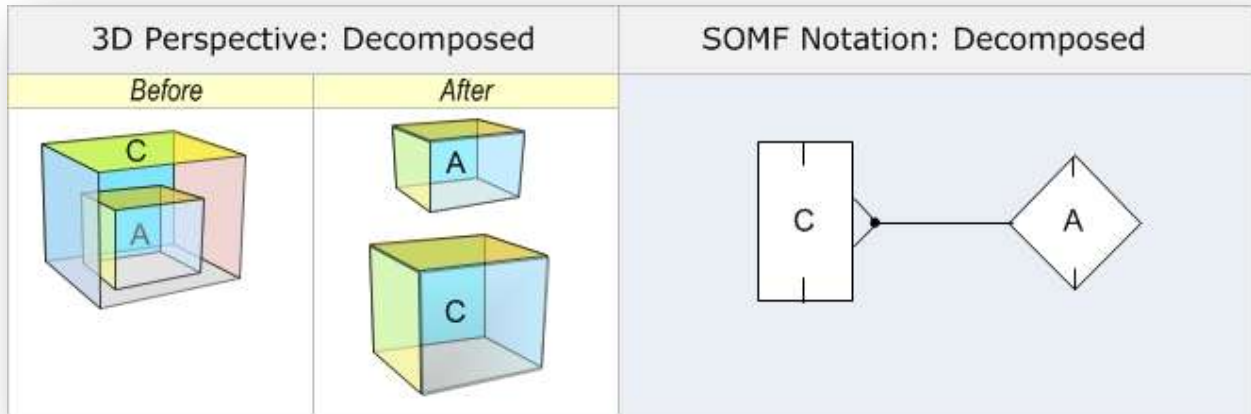 3D Perspective: Decomposed
SOMF Notation: Decomposed
Before
After
C
A
A
C
C
A